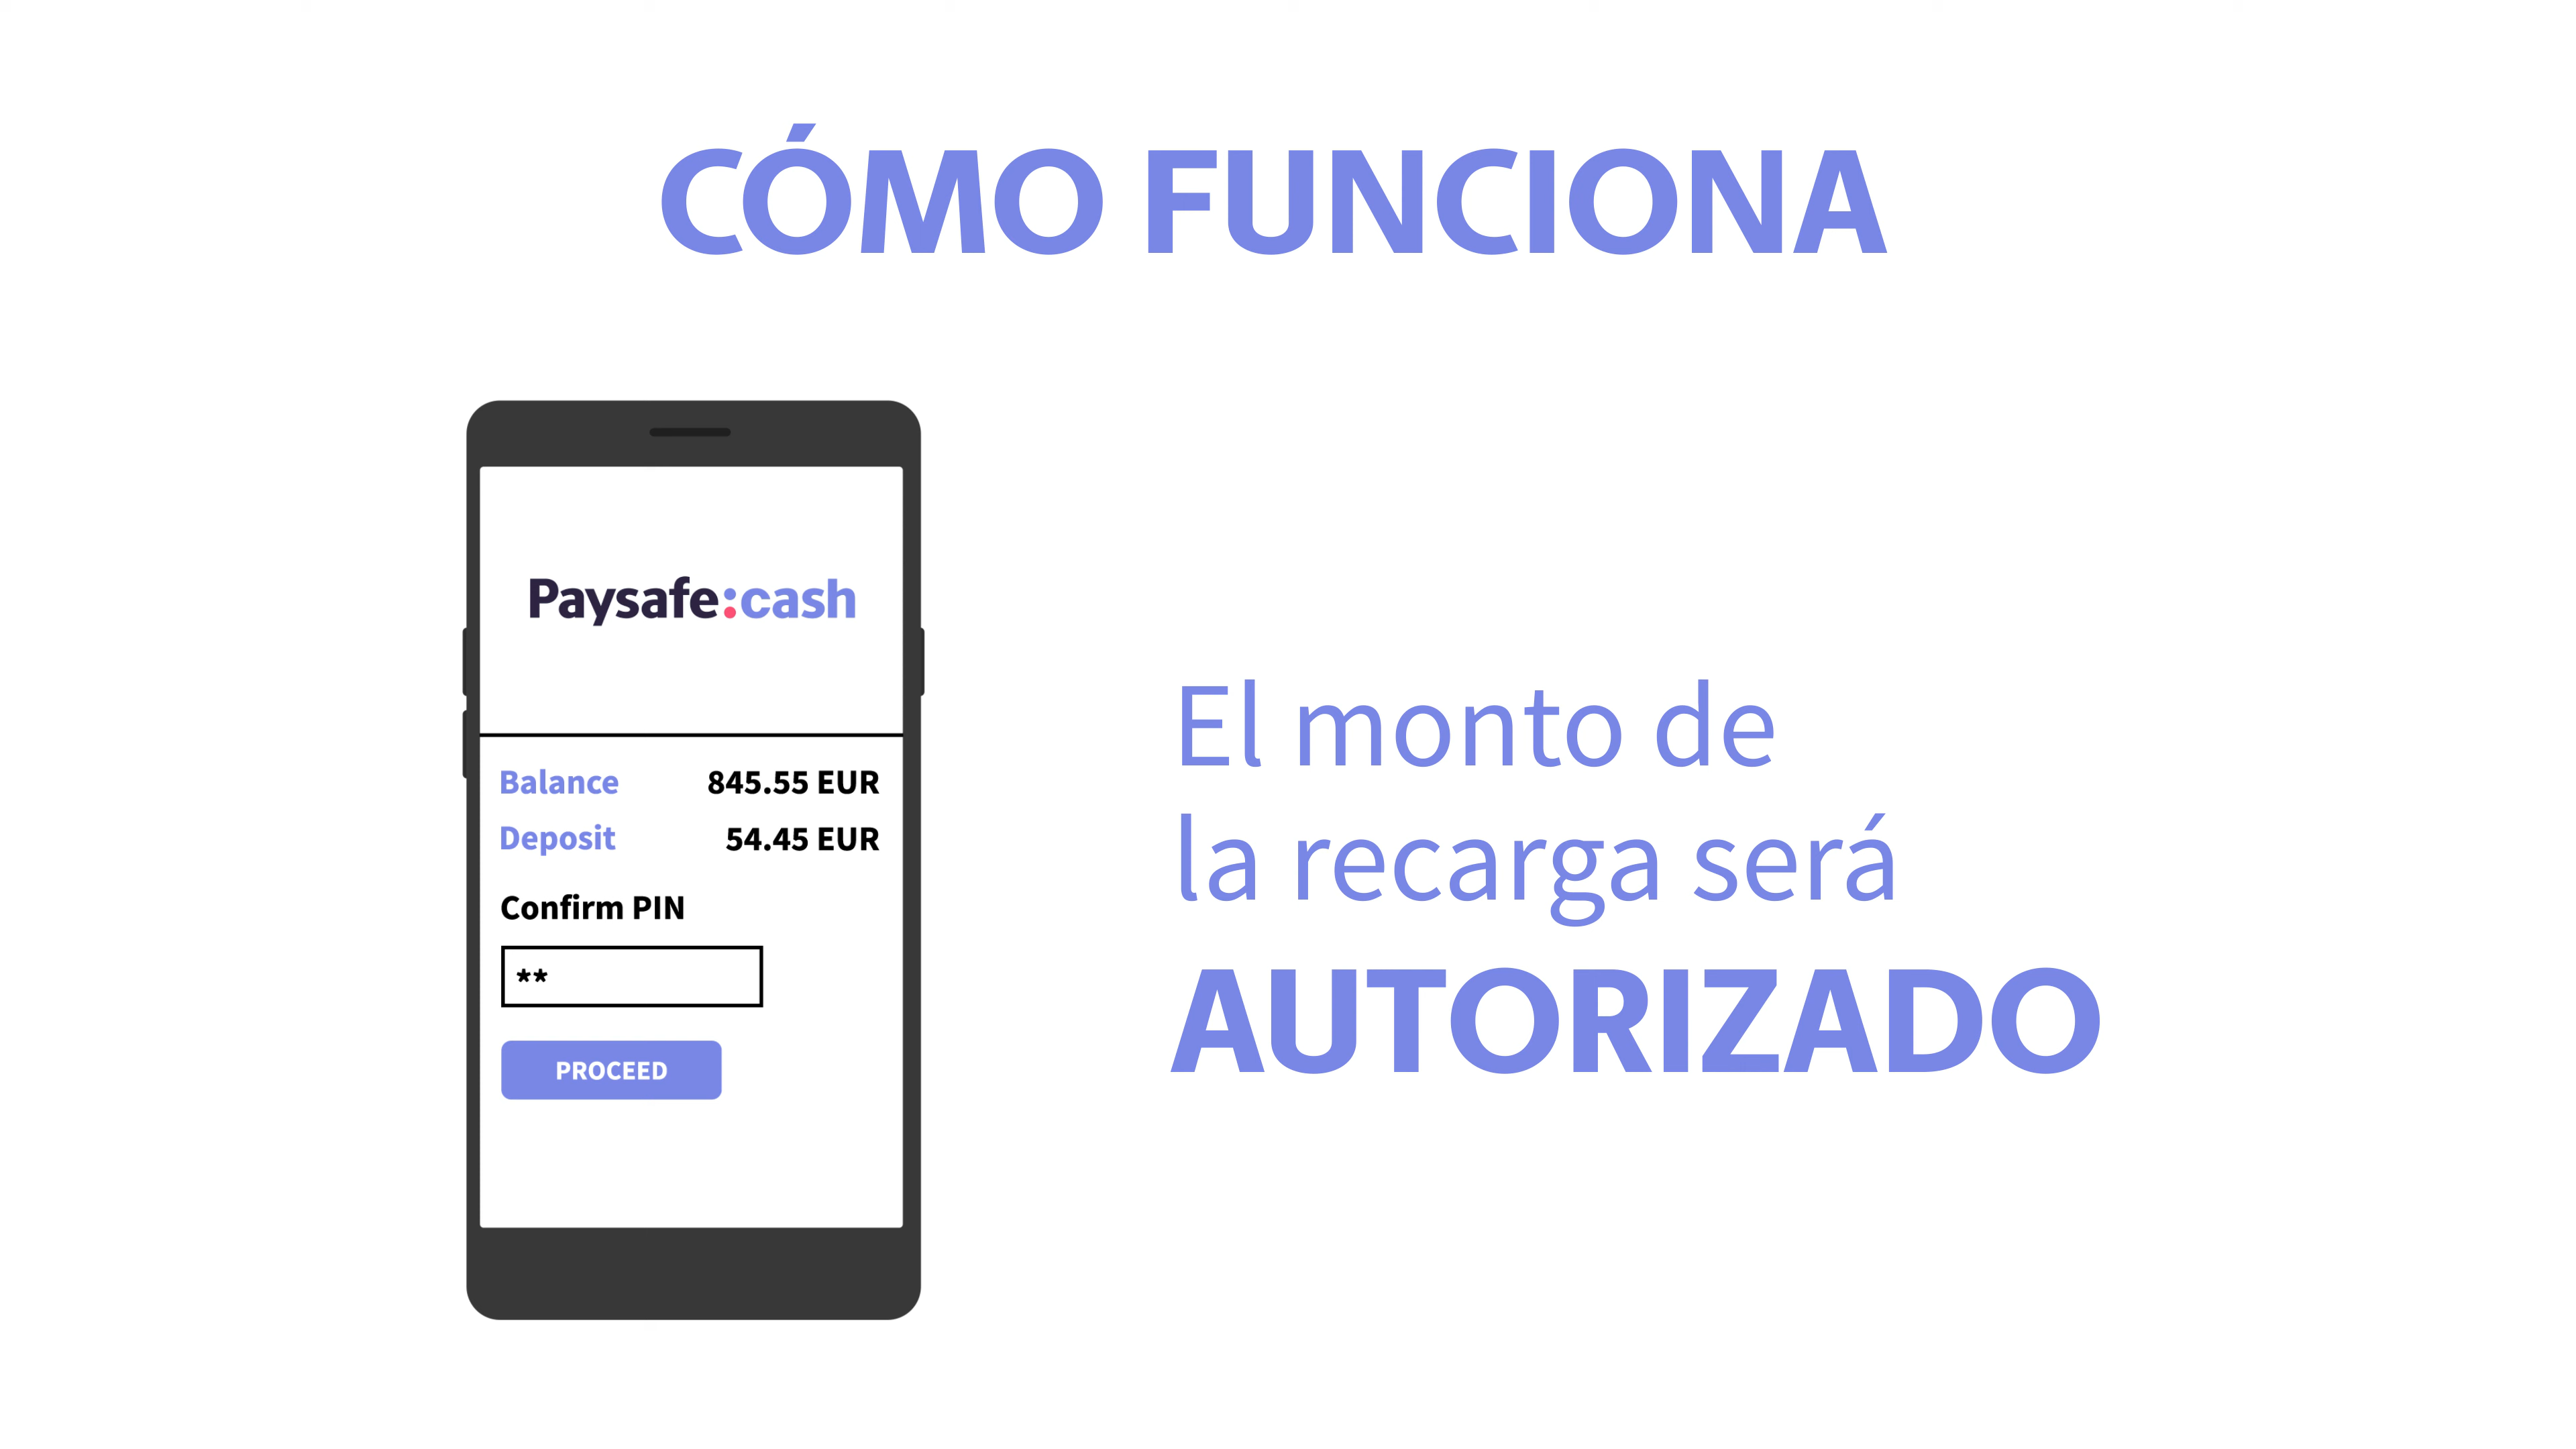 CÓMO FUNCIONA
Paysafe:cash
Balance 845.55 EUR
Deposit 54.45 EUR
Confirm PIN
**
PROCEED
El monto de
la recarga será
AUTORIZADO